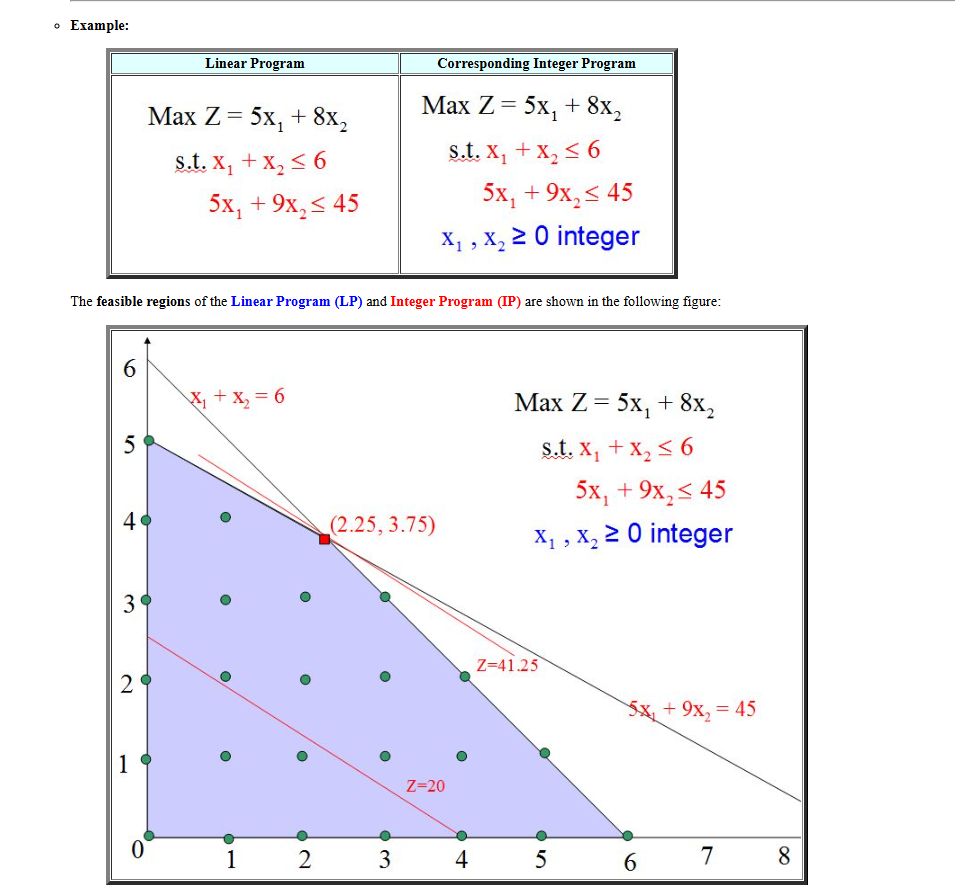 Example:
Linear Program
Corresponding Integer Program
Max Z = 5x₁ + 8x₂
s.t. x₁ + x₂ ≤ 6
5x₁ + 9x₂ ≤ 45
Max Z = 5x₁ + 8x₂
s.t. x₁ + x₂ ≤ 6
5x₁ + 9x₂ ≤ 45
x₁ , x₂ ≥ 0 integer
The feasible regions of the Linear Program (LP) and Integer Program (IP) are shown in the following figure:
6
x₁ + x₂ = 6
Max Z = 5x₁ + 8x₂
s.t. x₁ + x₂ ≤ 6
5x₁ + 9x₂ ≤ 45
x₁ , x₂ ≥ 0 integer
5
4
(2.25, 3.75)
3
Z=41.25
2
5x₁ + 9x₂ = 45
1
Z=20
0
1 2 3 4 5 6 7 8